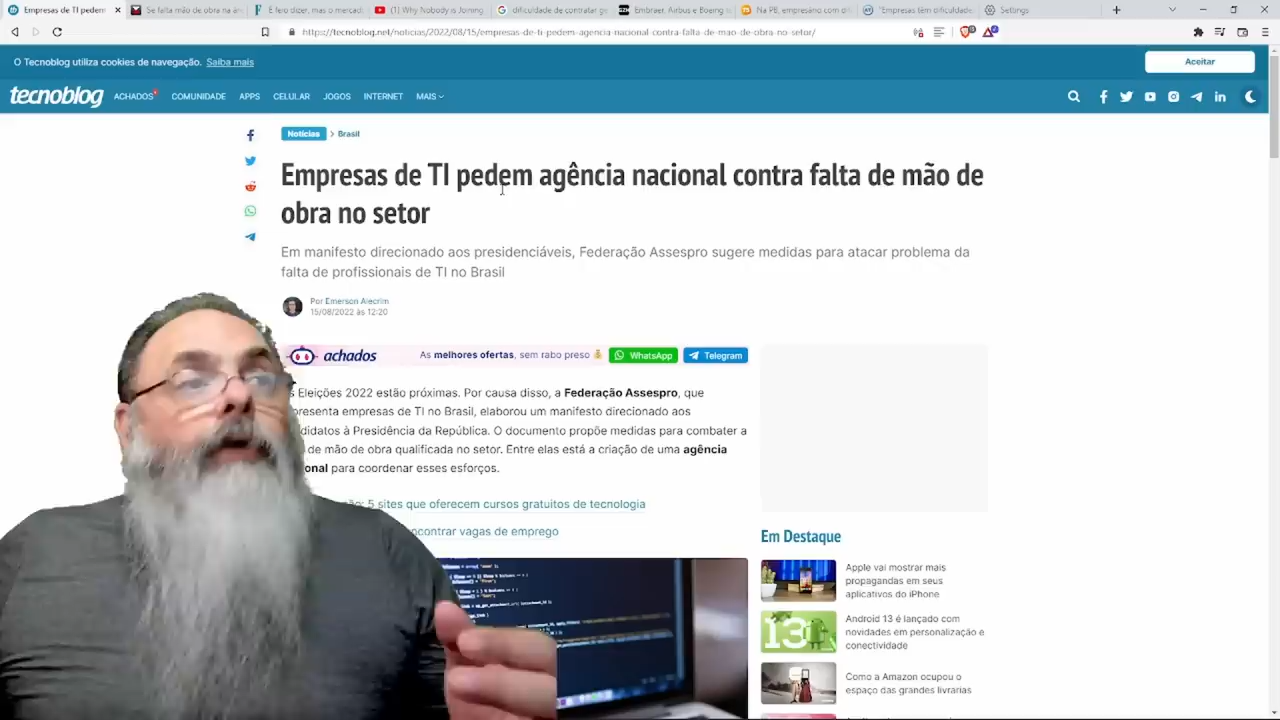 Empresas de TI pedem
Se falta mão de obra na án
É feio dizer, mas o mercad
(1) Why Nobody is Joining
dificuldade de contratar ge
Embraer, Airbus e Boeing t
Na PB, empresário com dif
"Empresas têm dificuldade
Settings
https://tecnoblog.net/noticias/2022/08/15/empresas-de-ti-pedem-agencia-nacional-contra-falta-de-mao-de-obra-no-setor/
O Tecnoblog utiliza cookies de navegação. Saiba mais
Aceitar
tecnoblog
ACHADOS
COMUNIDADE
APPS
CELULAR
JOGOS
INTERNET
MAIS
Notícias > Brasil
Empresas de TI pedem agência nacional contra falta de mão de
obra no setor
Em manifesto direcionado aos presidenciáveis, Federação Assespro sugere medidas para atacar problema da
falta de profissionais de TI no Brasil
Por Emerson Alecrim
15/08/2022 às 12:20
achados
As melhores ofertas, sem rabo preso
WhatsApp
Telegram
s Eleições 2022 estão próximas. Por causa disso, a Federação Assespro, que
presenta empresas de TI no Brasil, elaborou um manifesto direcionado aos
didatos à Presidência da República. O documento propõe medidas para combater a
de mão de obra qualificada no setor. Entre elas está a criação de uma agência
onal para coordenar esses esforços.
ão: 5 sites que oferecem cursos gratuitos de tecnologia
contrar vagas de emprego
Em Destaque
Apple vai mostrar mais
propagandas em seus
aplicativos do iPhone
Android 13 é lançado com
novidades em personalização e
conectividade
13
Como a Amazon ocupou o
espaço das grandes livrarias